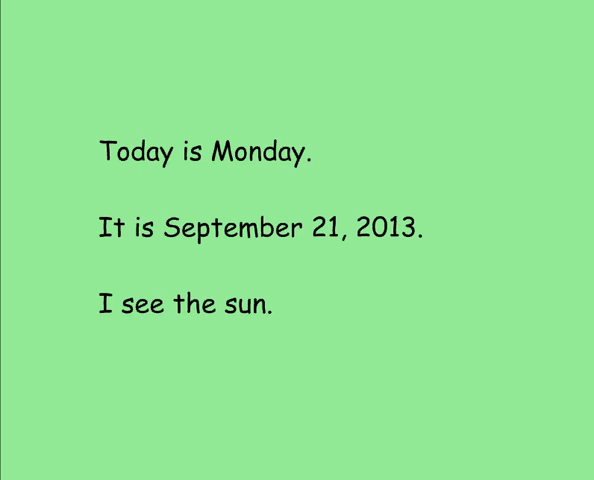 Today is Monday.
It is September 21, 2013.
I see the sun.